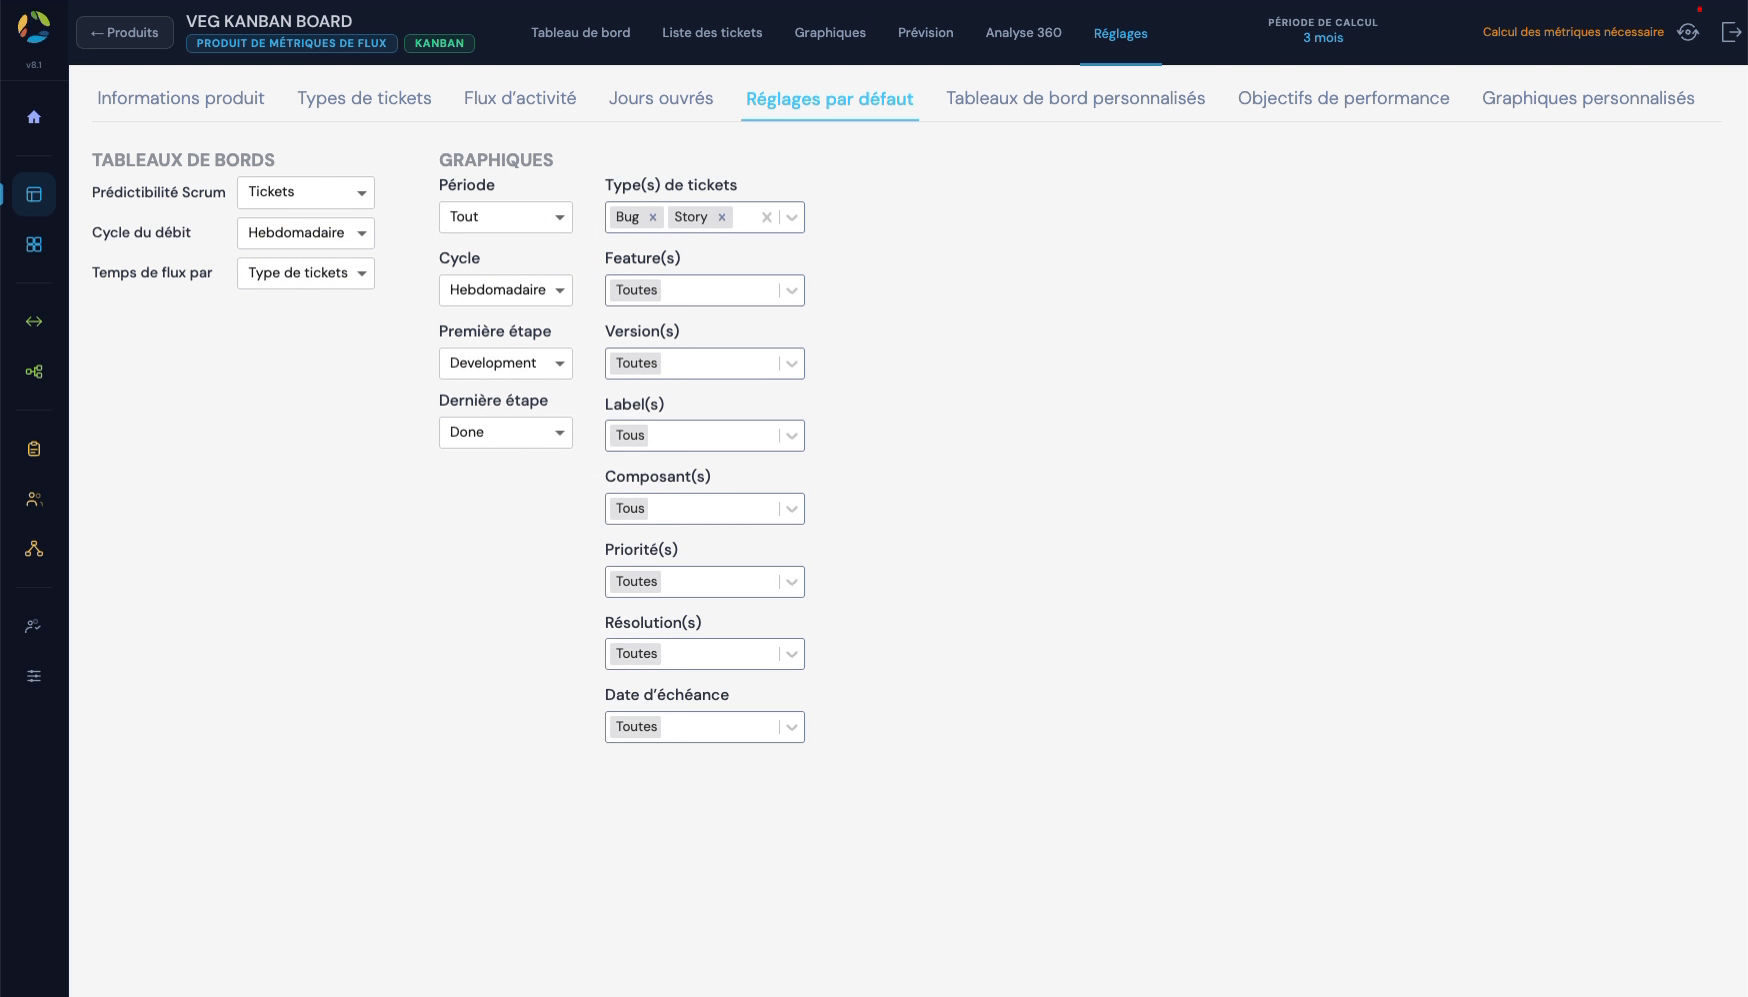 v8.1
← Produits
VEG KANBAN BOARD
PRODUIT DE MÉTRIQUES DE FLUX
KANBAN
Tableau de bord
Liste des tickets
Graphiques
Prévision
Analyse 360
Réglages
PÉRIODE DE CALCUL
3 mois
Calcul des métriques nécessaire
Informations produit
Types de tickets
Flux d’activité
Jours ouvrés
Réglages par défaut
Tableaux de bord personnalisés
Objectifs de performance
Graphiques personnalisés
TABLEAUX DE BORDS
Prédictibilité Scrum
Tickets
Cycle du débit
Hebdomadaire
Temps de flux par
Type de tickets
GRAPHIQUES
Période
Tout
Cycle
Hebdomadaire
Première étape
Development
Dernière étape
Done
Type(s) de tickets
Bug × Story ×
Feature(s)
Toutes
Version(s)
Toutes
Label(s)
Tous
Composant(s)
Tous
Priorité(s)
Toutes
Résolution(s)
Toutes
Date d’échéance
Toutes